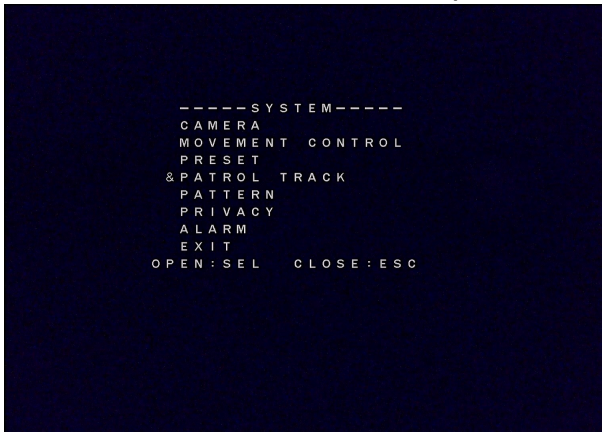 -----SYSTEM-----
CAMERA
MOVEMENT CONTROL
PRESET
&PATROL TRACK
PATTERN
PRIVACY
ALARM
EXIT
OPEN:SEL CLOSE:ESC